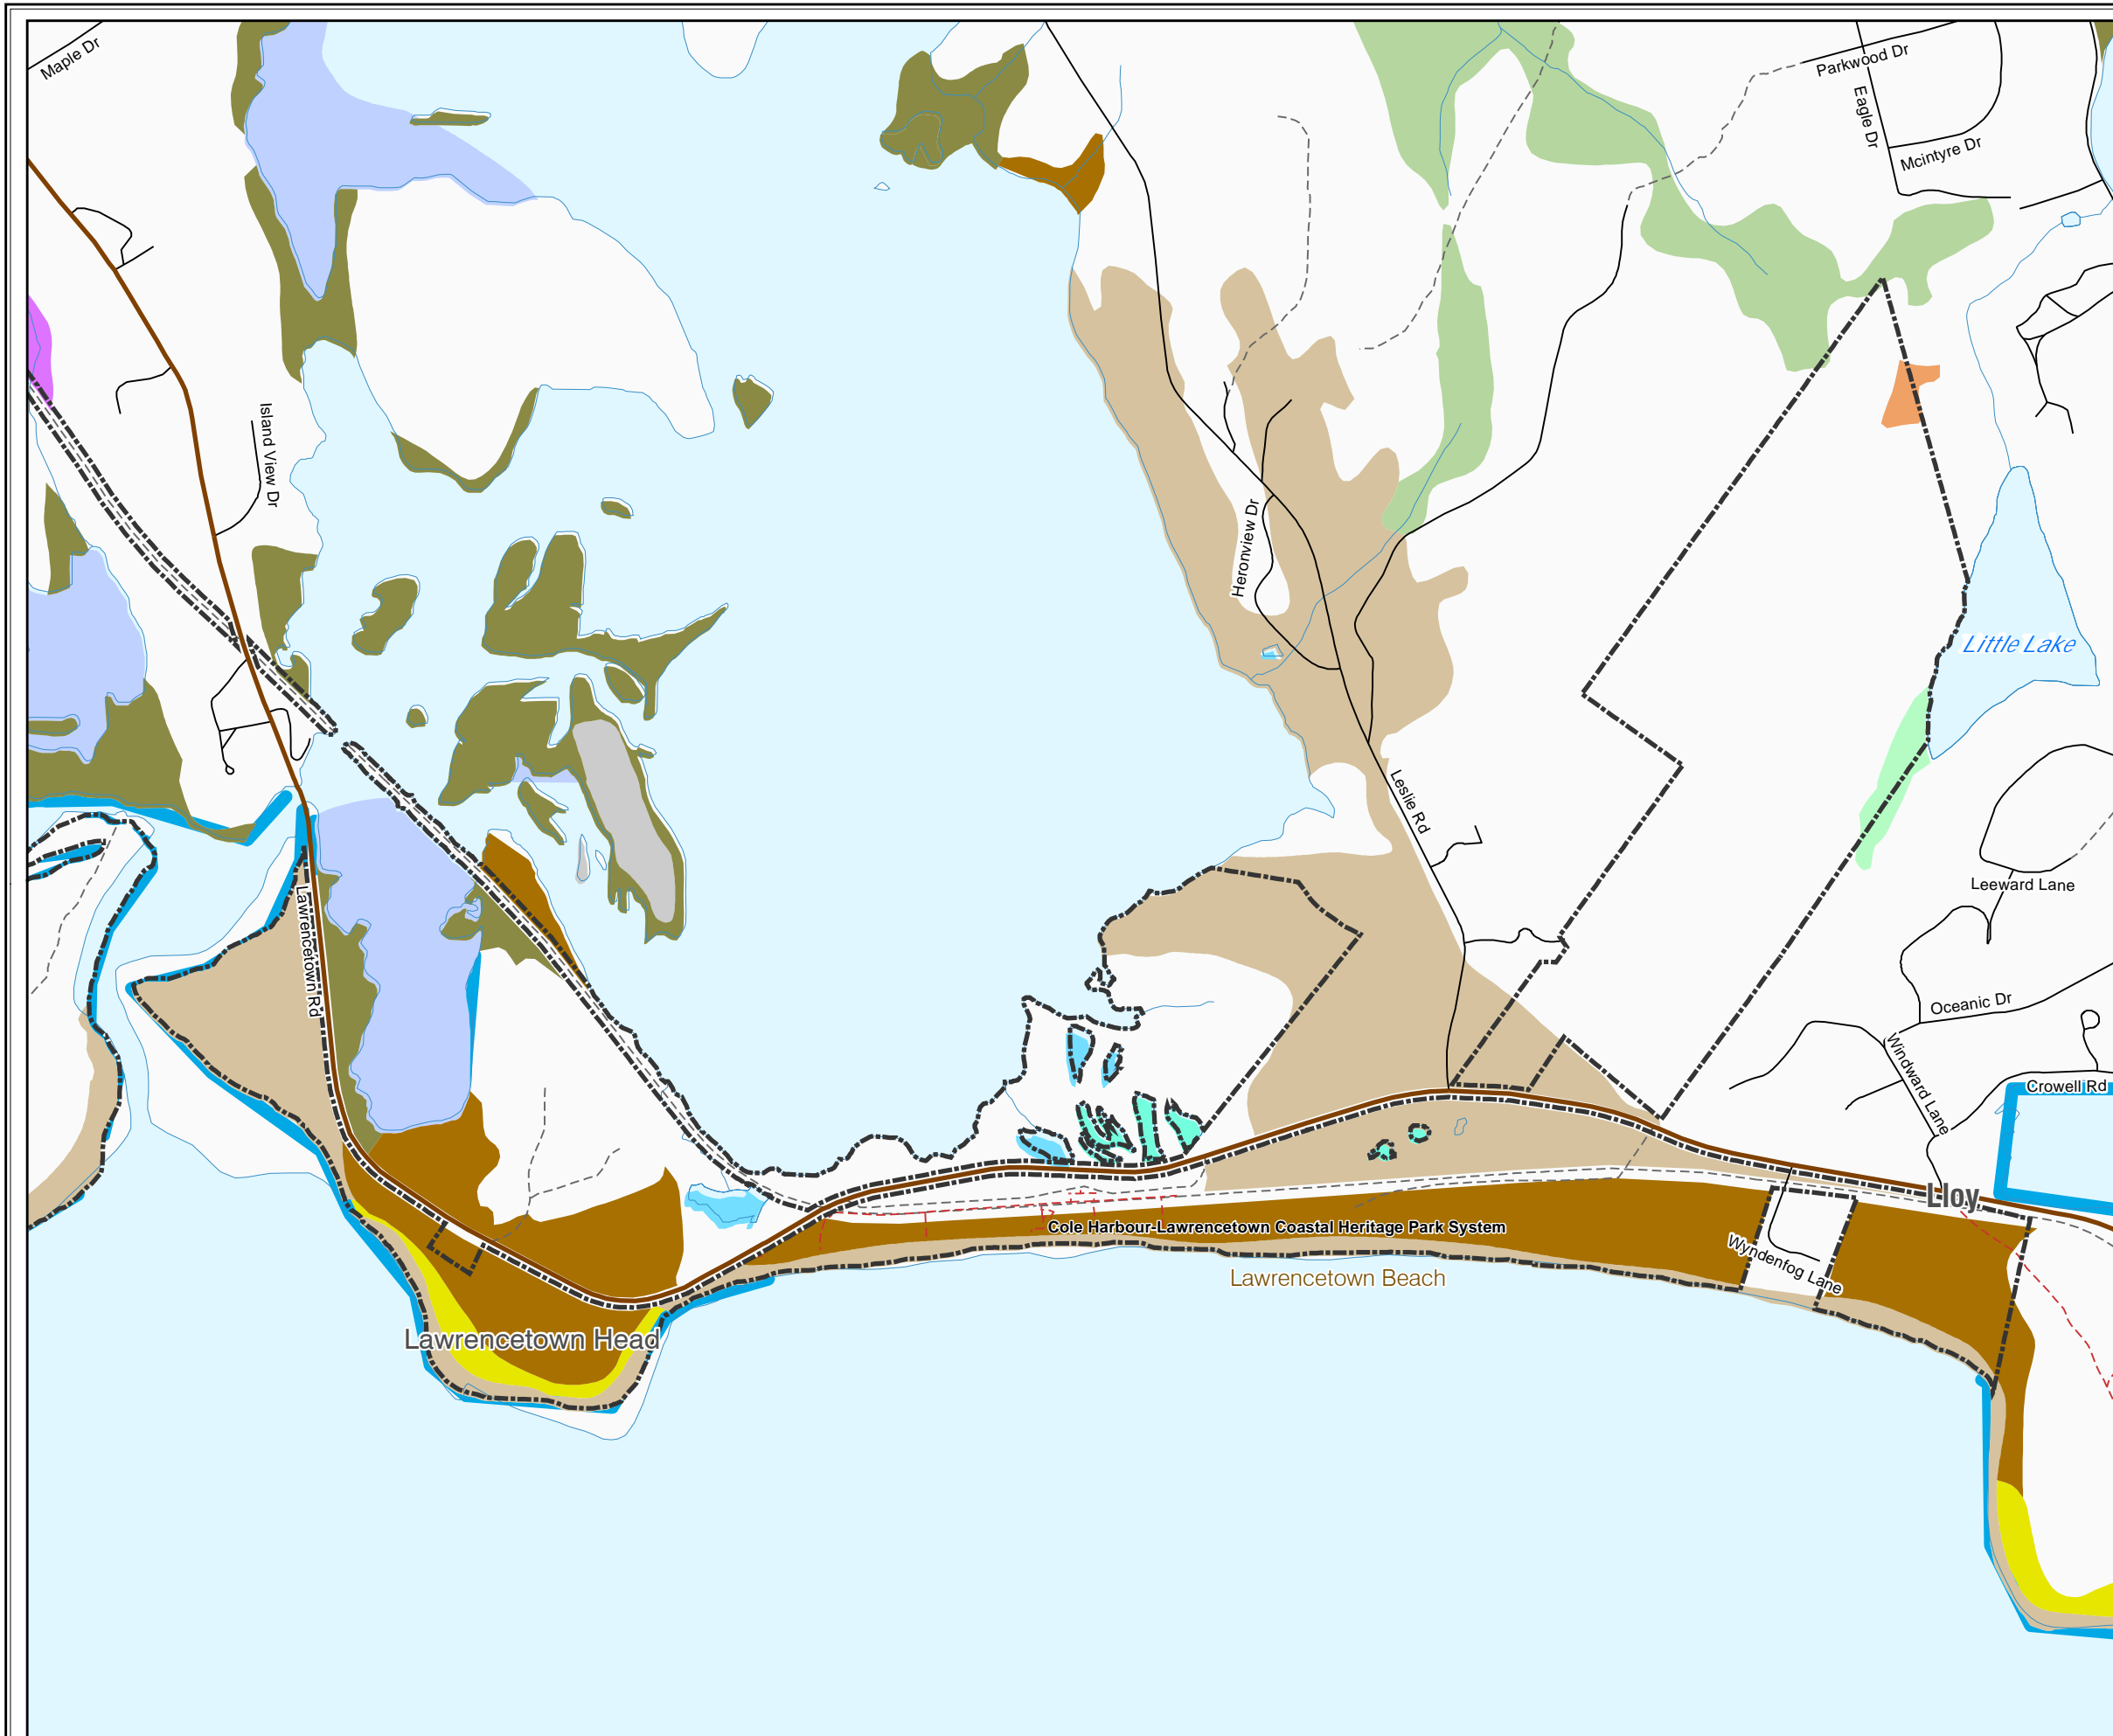 Maple Dr
Parkwood Dr
Eagle Dr
Mcintyre Dr
Island View Dr
Heronview Dr
Little Lake
Leslie Rd
Leeward Lane
Lawrencetown Rd
Oceanic Dr
Windward Lane
Crowell Rd
Lloy
Cole Harbour-Lawrencetown Coastal Heritage Park System
Wyndenfog Lane
Lawrencetown Beach
Lawrencetown Head